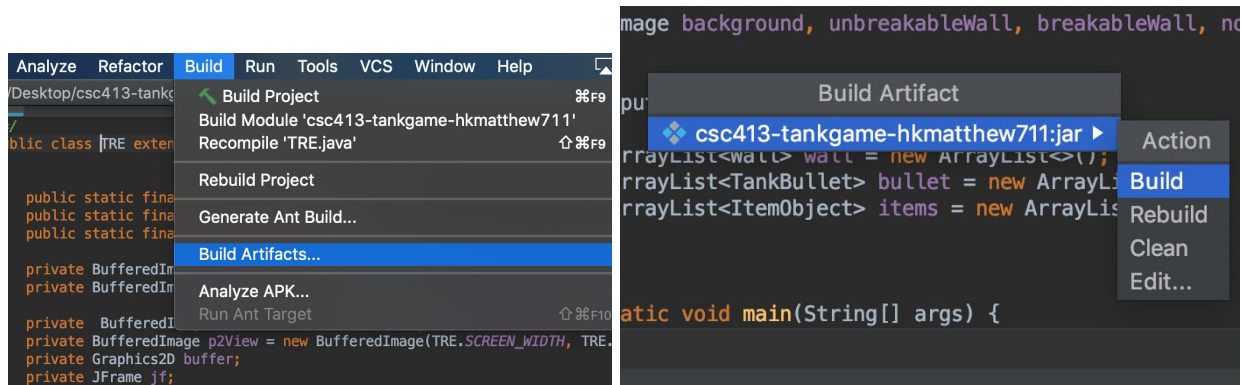 Analyze Refactor Build Run Tools VCS Window Help
/Desktop/csc413-tankg
Build Project ⌘F9
Build Module 'csc413-tankgame-hkmatthew711'
Recompile 'TRE.java' ⇧⌘F9
Rebuild Project
Generate Ant Build...
Build Artifacts...
Analyze APK...
Run Ant Target ⇧⌘F10
*/
blic class TRE exten
public static fina
public static fina
public static fina
private BufferedIm
private BufferedIm
private BufferedI
private BufferedImage p2View = new BufferedImage(TRE.SCREEN_WIDTH, TRE.
private Graphics2D buffer;
private JFrame jf;
mage background, unbreakableWall, breakableWall, no
pu
Build Artifact
csc413-tankgame-hkmatthew711:jar
Action
Build
Rebuild
Clean
Edit...
rrayList<Wall> wall = new ArrayList<>();
rrayList<TankBullet> bullet = new ArrayLi
rrayList<ItemObject> items = new ArrayLis
atic void main(String[] args) {